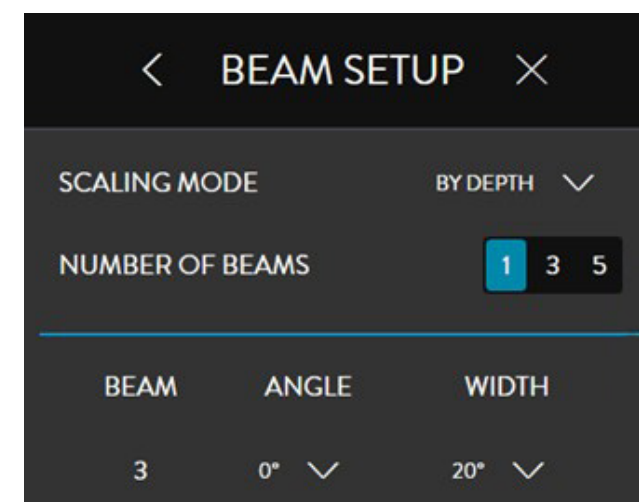 BEAM SETUP
SCALING MODE BY DEPTH
NUMBER OF BEAMS 1 3 5
BEAM ANGLE WIDTH
3 0° 20°